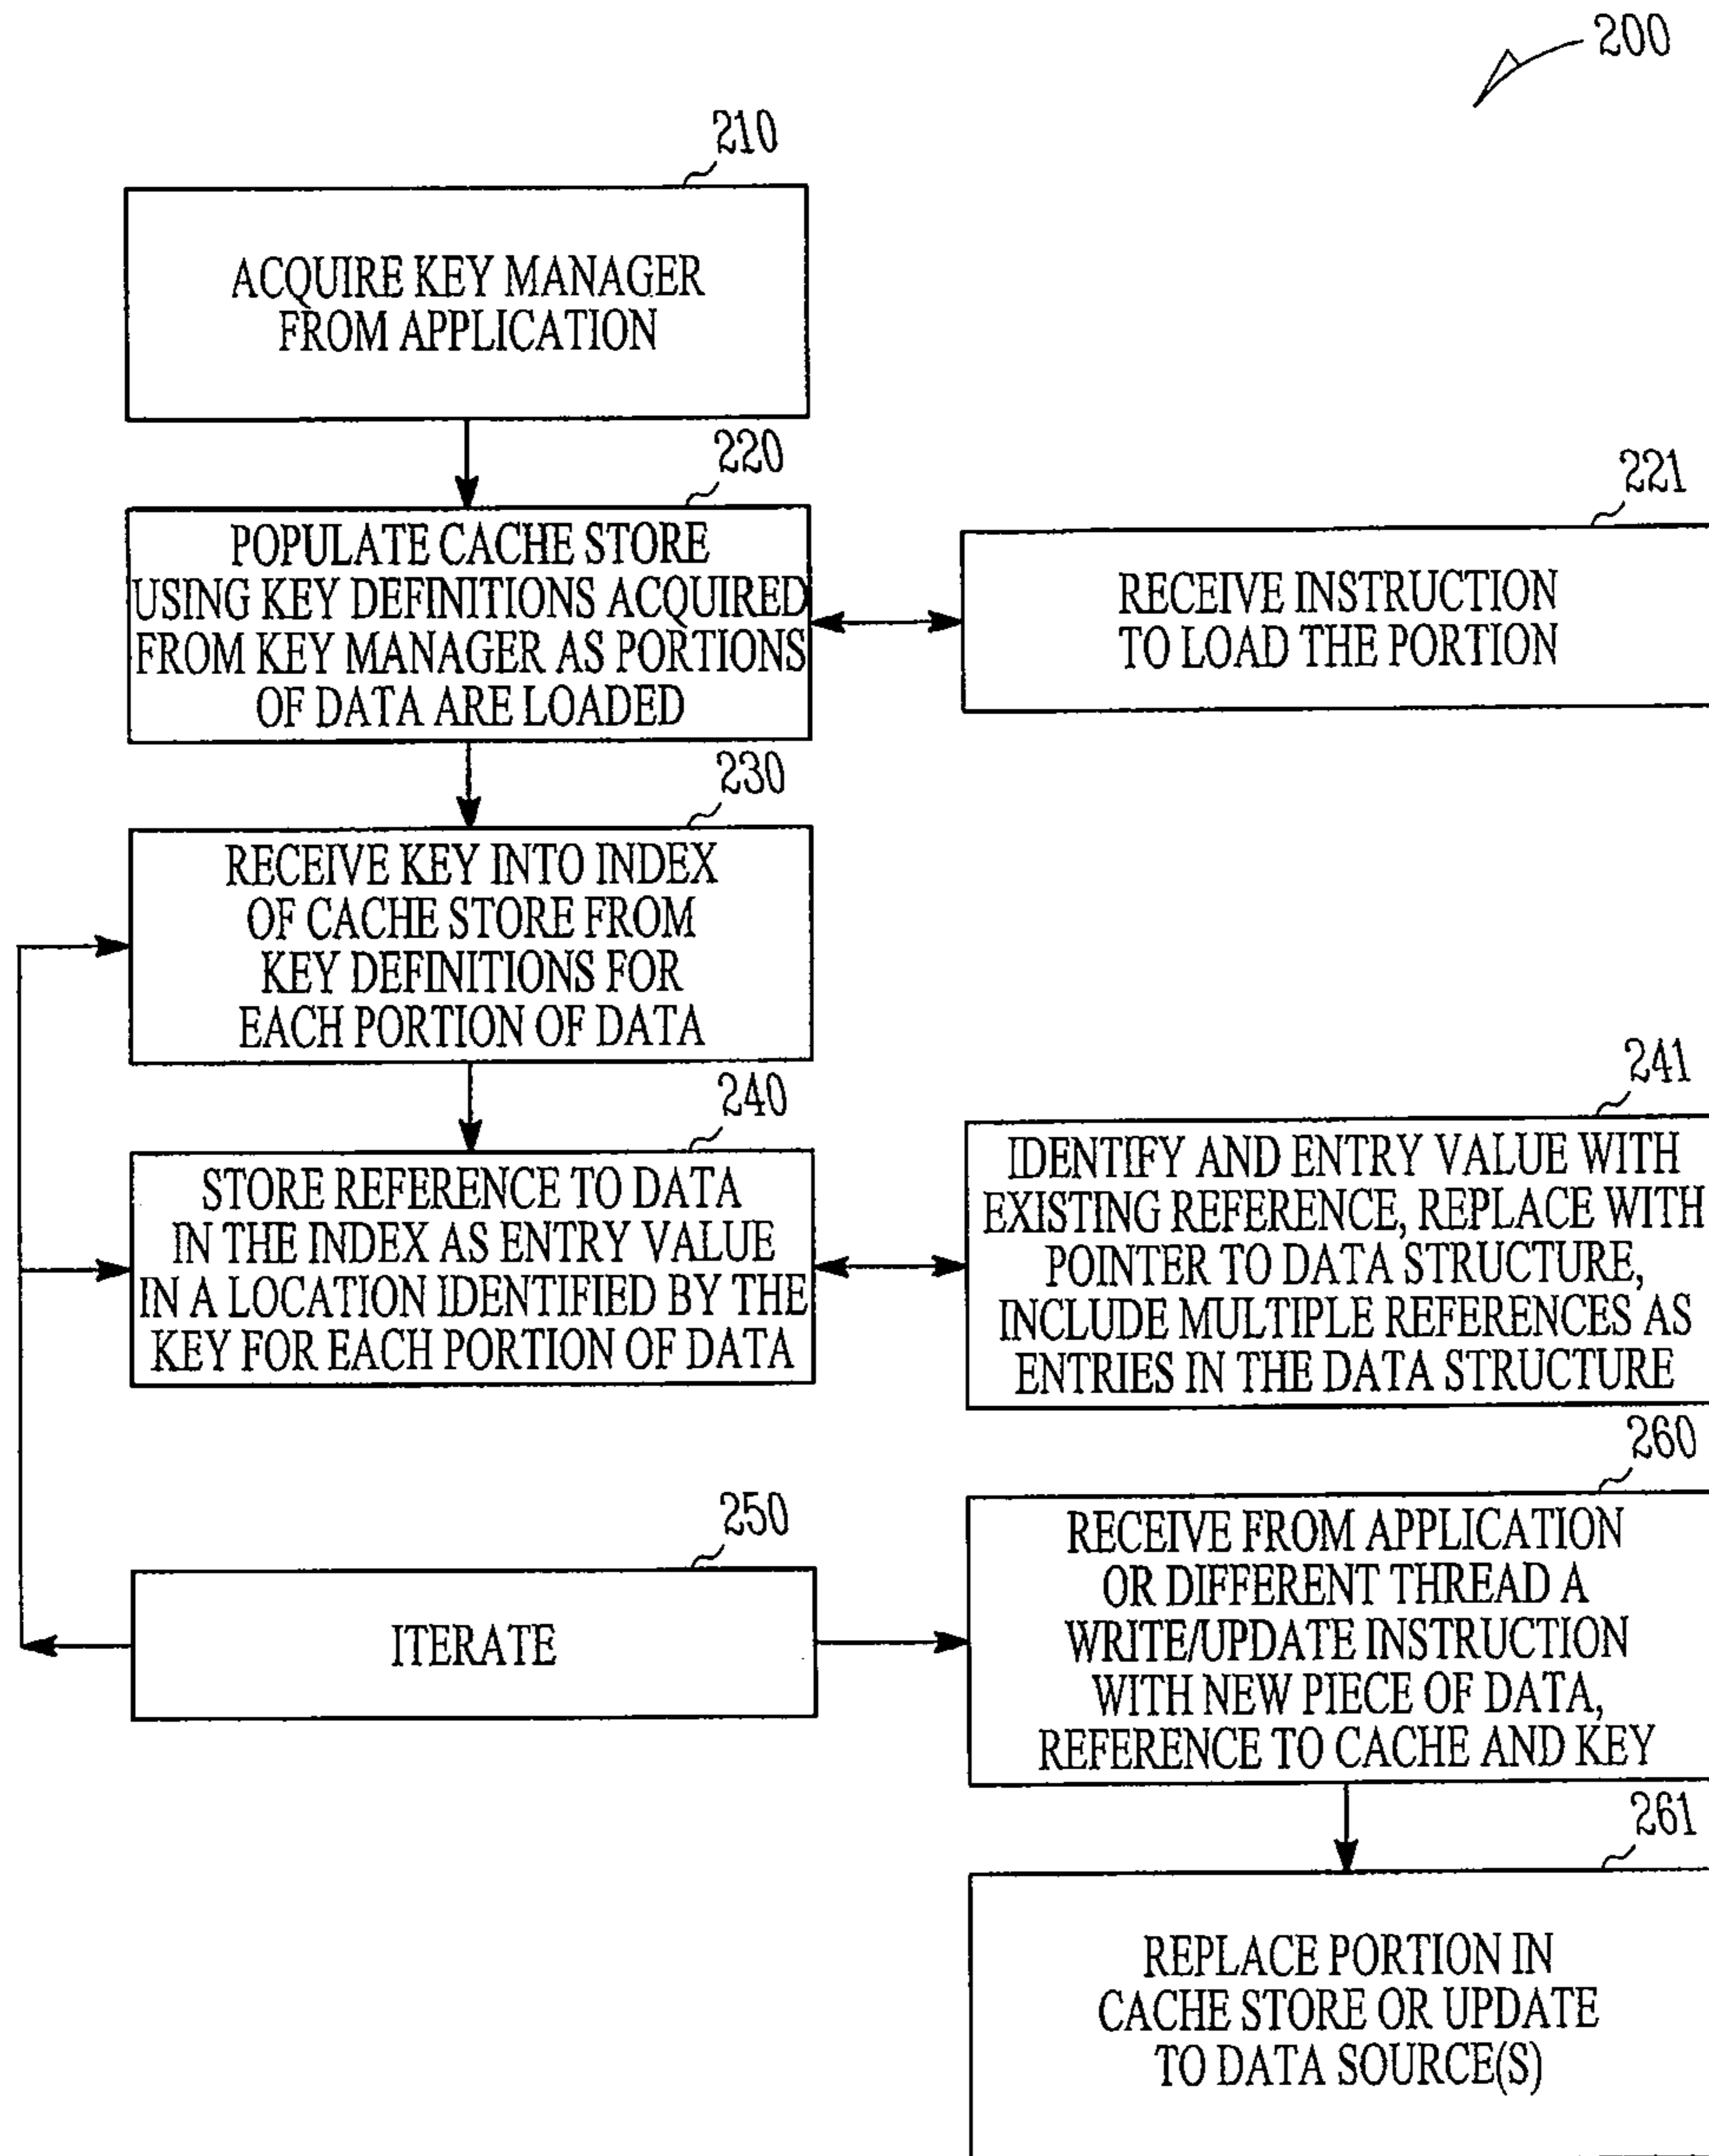 200
210
ACQUIRE KEY MANAGER
FROM APPLICATION
220
POPULATE CACHE STORE
USING KEY DEFINITIONS ACQUIRED
FROM KEY MANAGER AS PORTIONS
OF DATA ARE LOADED
221
RECEIVE INSTRUCTION
TO LOAD THE PORTION
230
RECEIVE KEY INTO INDEX
OF CACHE STORE FROM
KEY DEFINITIONS FOR
EACH PORTION OF DATA
240
STORE REFERENCE TO DATA
IN THE INDEX AS ENTRY VALUE
IN A LOCATION IDENTIFIED BY THE
KEY FOR EACH PORTION OF DATA
241
IDENTIFY AND ENTRY VALUE WITH
EXISTING REFERENCE, REPLACE WITH
POINTER TO DATA STRUCTURE,
INCLUDE MULTIPLE REFERENCES AS
ENTRIES IN THE DATA STRUCTURE
250
ITERATE
260
RECEIVE FROM APPLICATION
OR DIFFERENT THREAD A
WRITE/UPDATE INSTRUCTION
WITH NEW PIECE OF DATA,
REFERENCE TO CACHE AND KEY
261
REPLACE PORTION IN
CACHE STORE OR UPDATE
TO DATA SOURCE(S)